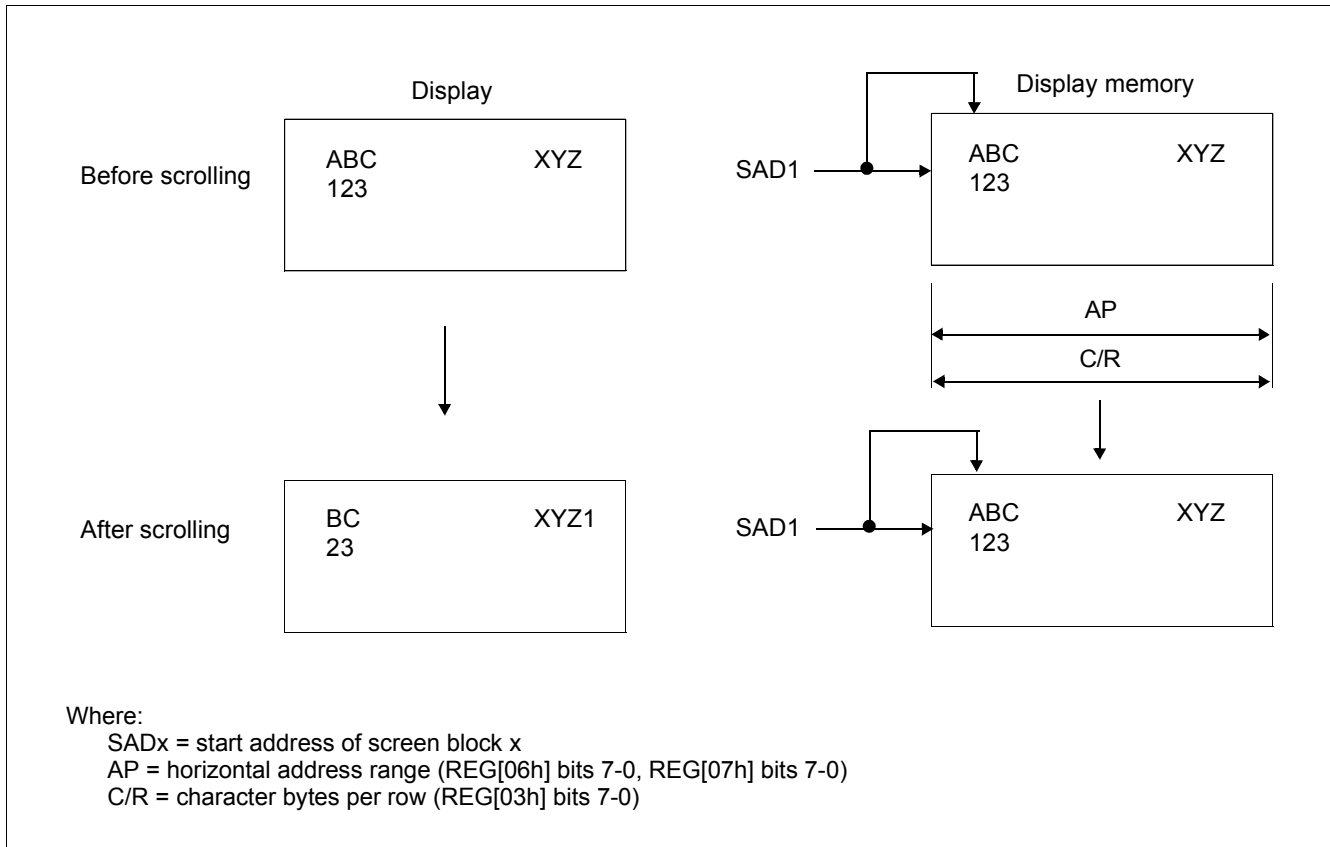 Display
Display memory
Before scrolling
ABC XYZ
123
SAD1
ABC XYZ
123
AP
C/R
After scrolling
BC XYZ1
23
SAD1
ABC XYZ
123
Where:
SADx = start address of screen block x
AP = horizontal address range (REG[06h] bits 7-0, REG[07h] bits 7-0)
C/R = character bytes per row (REG[03h] bits 7-0)